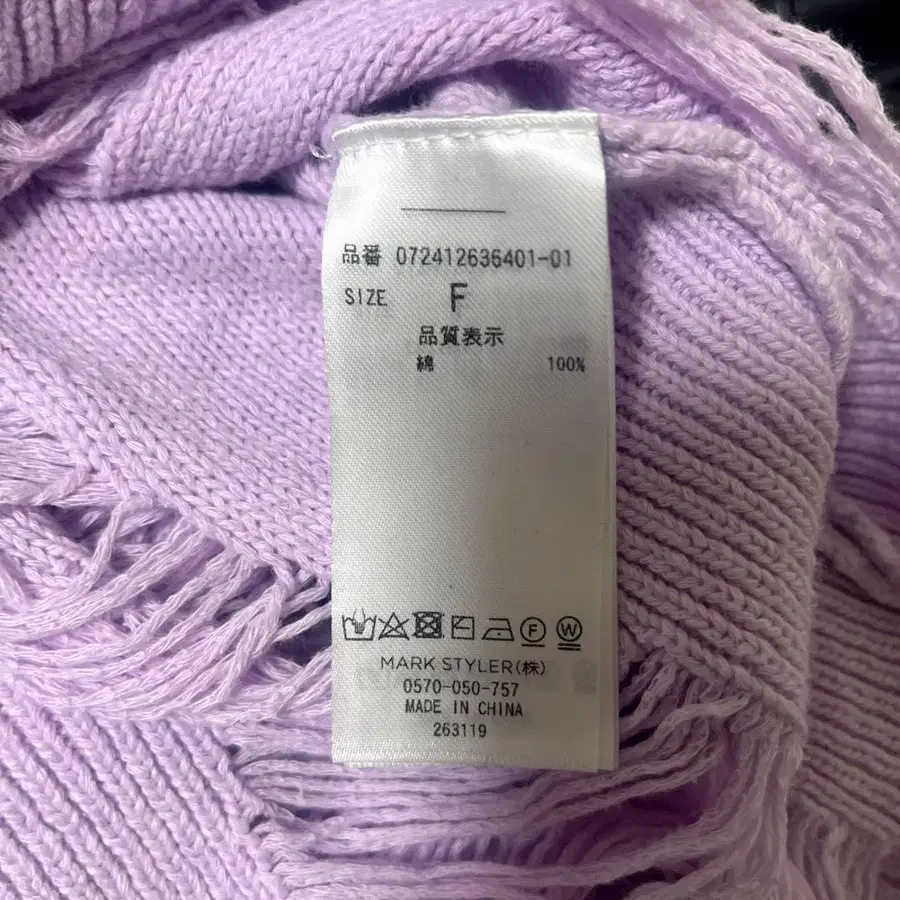 品番 072412636401-01
SIZE F
品質表示
綿 100%
F W
MARK STYLER(株)
0570-050-757
MADE IN CHINA
263119